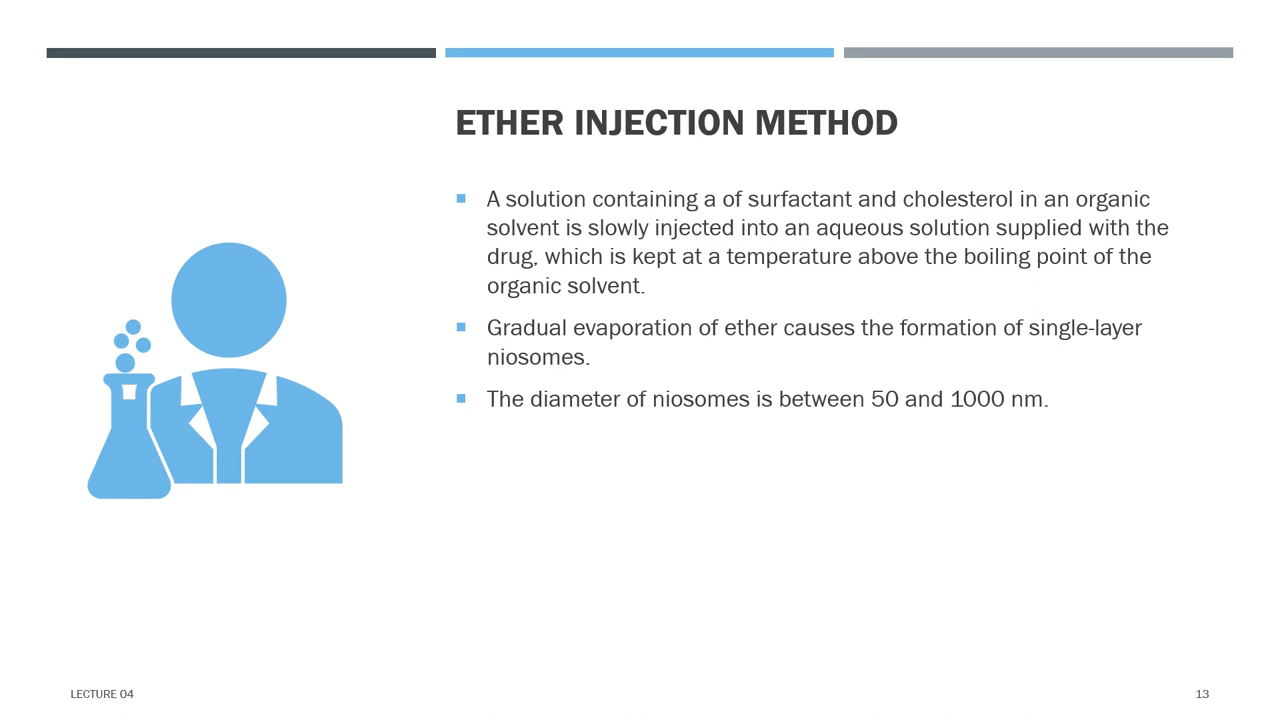 ETHER INJECTION METHOD
A solution containing a of surfactant and cholesterol in an organic
solvent is slowly injected into an aqueous solution supplied with the
drug, which is kept at a temperature above the boiling point of the
organic solvent.
Gradual evaporation of ether causes the formation of single-layer
niosomes.
The diameter of niosomes is between 50 and 1000 nm.
LECTURE 04
13